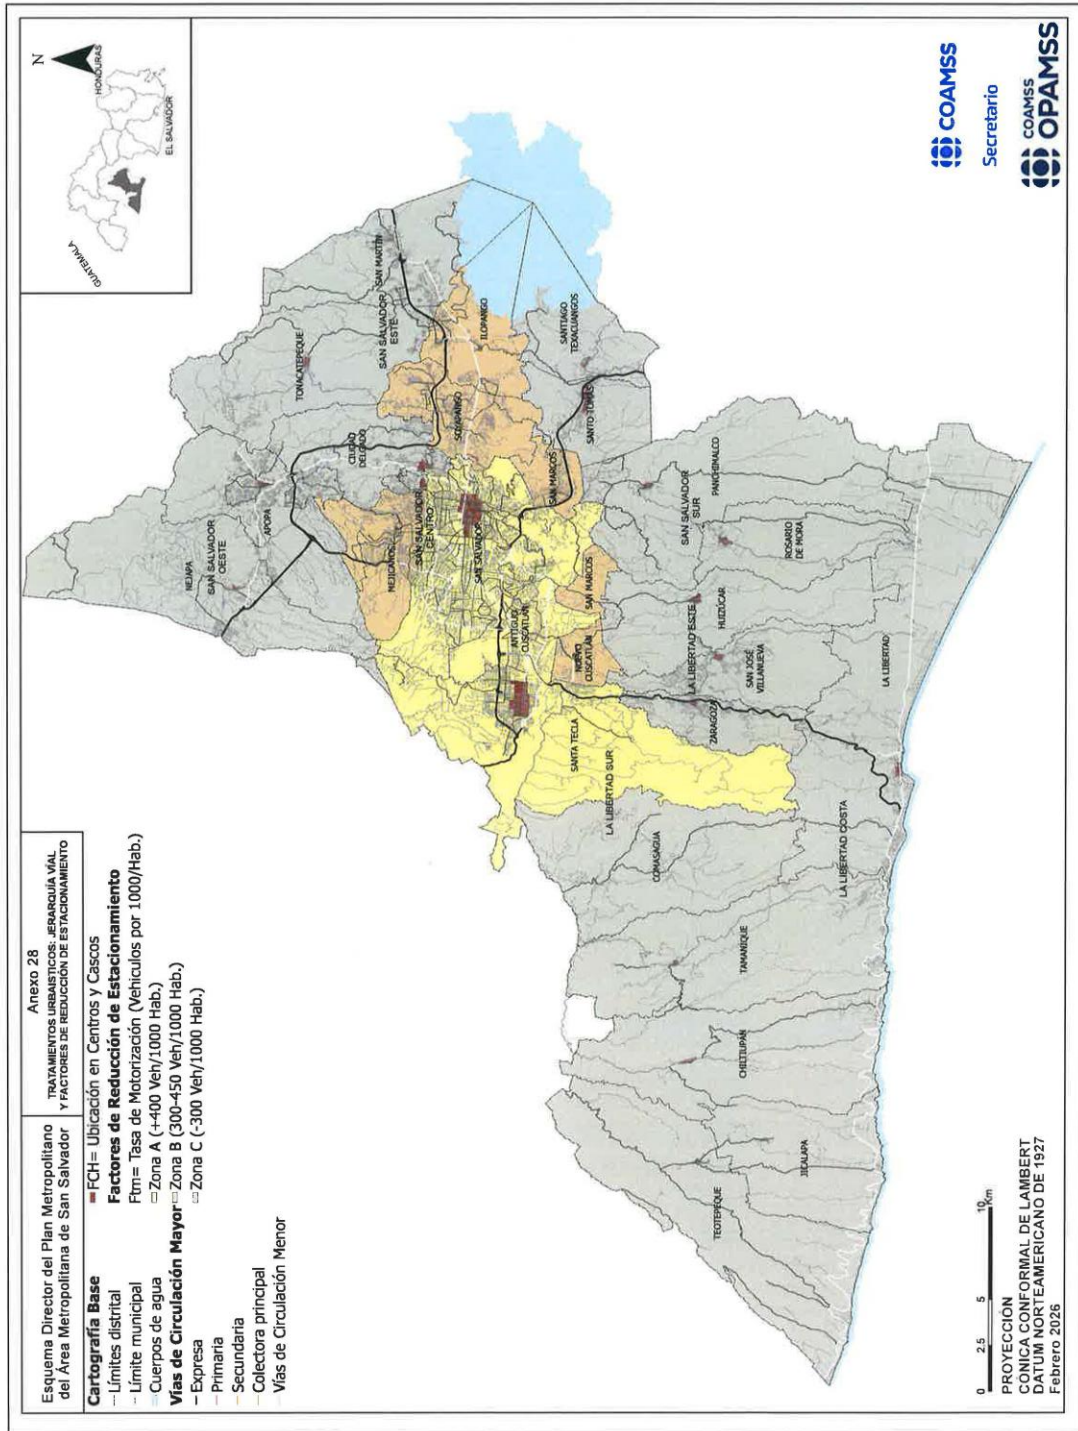 Esquema Director del Plan Metropolitano
del Área Metropolitana de San Salvador
Anexo 28
TRATAMIENTOS URBAISTICOS: JERARQUÍA VIAL
Y FACTORES DE REDUCCIÓN DE ESTACIONAMIENTO
Cartografía Base
Límites distrital
Límite municipal
Cuerpos de agua
Vías de Circulación Mayor
Expresa
Primaria
Secundaria
Colectora principal
Vías de Circulación Menor
FCH= Ubicación en Centros y Cascos
Factores de Reducción de Estacionamiento
Ftm= Tasa de Motorización (Vehiculos por 1000/Hab.)
Zona A (+400 Veh/1000 Hab.)
Zona B (300-450 Veh/1000 Hab.)
Zona C (-300 Veh/1000 Hab.)
N
GUATEMALA
HONDURAS
EL SALVADOR
NEJAPA
SAN SALVADOR
OESTE
APOPA
TONACATEPEQUE
CIUDAD
DELGADO
SAN SALVADOR
ESTE
SAN MARTÍN
MEJICANOS
SAN SALVADOR
CENTRO
SOYAPANGO
ILOPANGO
SAN SALVADOR
ANTIGUO
CUSCATLÁN
SAN MARCOS
SANTO TOMÁS
SANTIAGO
TEXACUANGOS
SANTA TECLA
NUEVO
CUSCATLÁN
SAN MARCOS
LA LIBERTAD SUR
COMASAGUA
ZARAGOZA
LA LIBERTAD ESTE
HUIZÚCAR
SAN JOSÉ
VILLANUEVA
SAN SALVADOR
SUR
PANCHIMALCO
ROSARIO
DE MORA
TEOTEPEQUE
JICALAPA
CHILTIUPÁN
TAMANIQUE
LA LIBERTAD COSTA
LA LIBERTAD
0 2.5 5 10
Km
PROYECCIÓN
CÓNICA CONFORMAL DE LAMBERT
DATUM NORTEAMERICANO DE 1927
Febrero 2026
COAMSS
Secretario
COAMSS
OPAMSS